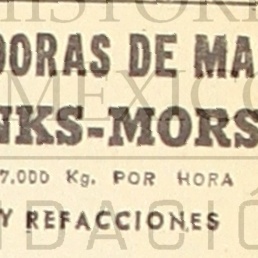 DORAS DE MA
NKS-MORS
7.000 Kg. POR HORA
Y REFACCIONES